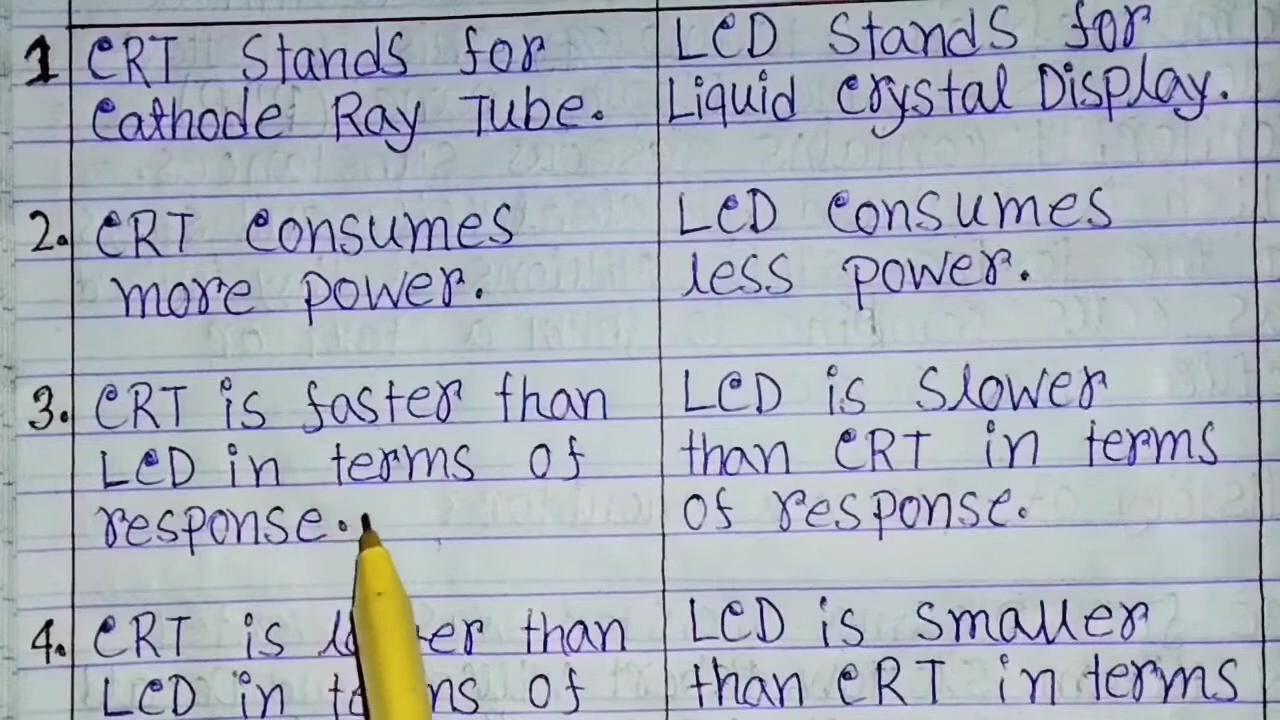 1 CRT Stands for
Cathode Ray Tube.
LCD Stands for
Liquid Crystal Display.
2. CRT Consumes
more power.
LCD Consumes
less power.
3. CRT is faster than
LCD in terms of
response.
LCD is slower
than CRT in terms
of response.
4. CRT is than
LCD in of
LCD is smaller
than CRT in terms